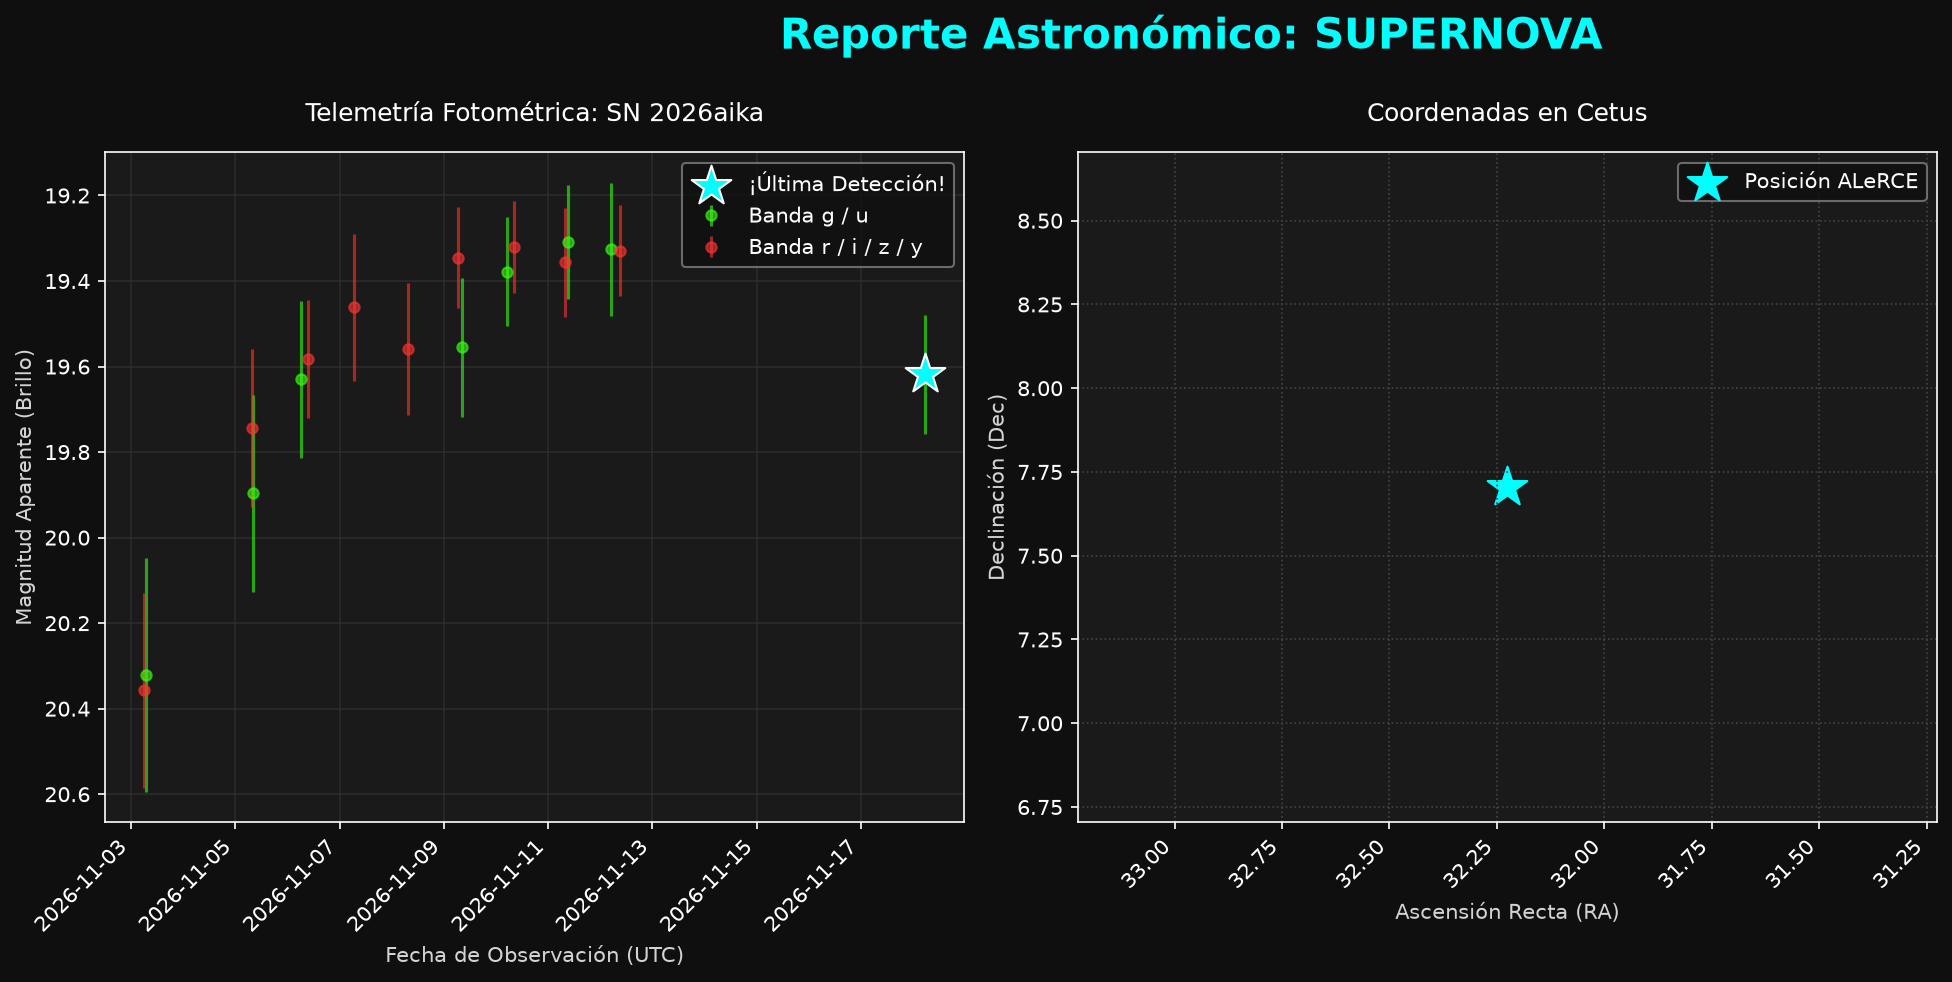 Reporte Astronómico: SUPERNOVA
Telemetría Fotométrica: SN 2026aika
¡Última Detección!
Banda g / u
Banda r / i / z / y
Magnitud Aparente (Brillo)
19.2
19.4
19.6
19.8
20.0
20.2
20.4
20.6
2026-11-03
2026-11-05
2026-11-07
2026-11-09
2026-11-11
2026-11-13
2026-11-15
2026-11-17
Fecha de Observación (UTC)
Coordenadas en Cetus
Posición ALeRCE
Declinación (Dec)
8.50
8.25
8.00
7.75
7.50
7.25
7.00
6.75
33.00
32.75
32.50
32.25
32.00
31.75
31.50
31.25
Ascensión Recta (RA)